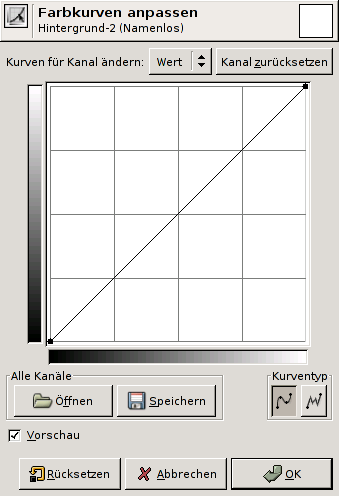 Farbkurven anpassen
Hintergrund-2 (Namenlos)
Kurven für Kanal ändern: Wert Kanal zurücksetzen
Alle Kanäle Kurventyp
Öffnen Speichern
Vorschau
Rücksetzen Abbrechen OK